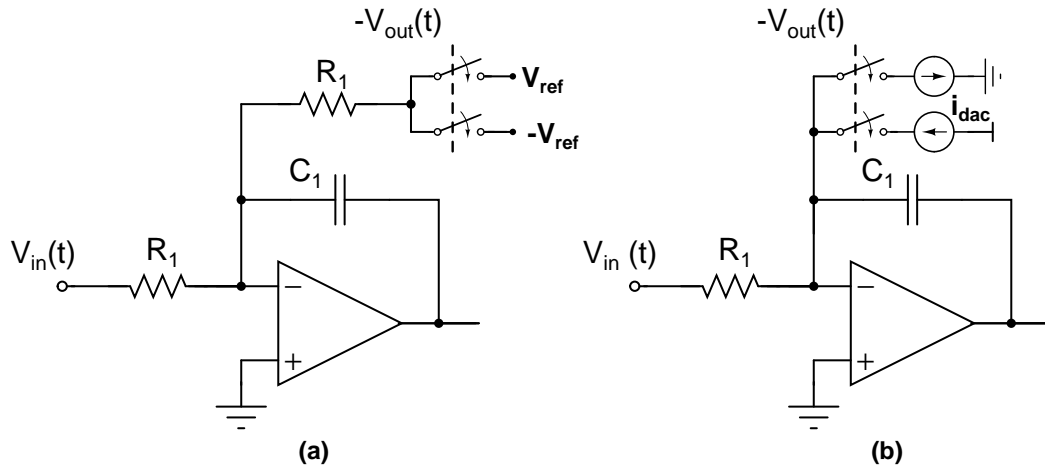 -V_out(t)
R_1
V_ref
-V_ref
C_1
V_in(t)
R_1
−
+
(a)
-V_out(t)
i_dac
C_1
V_in (t)
R_1
−
+
(b)